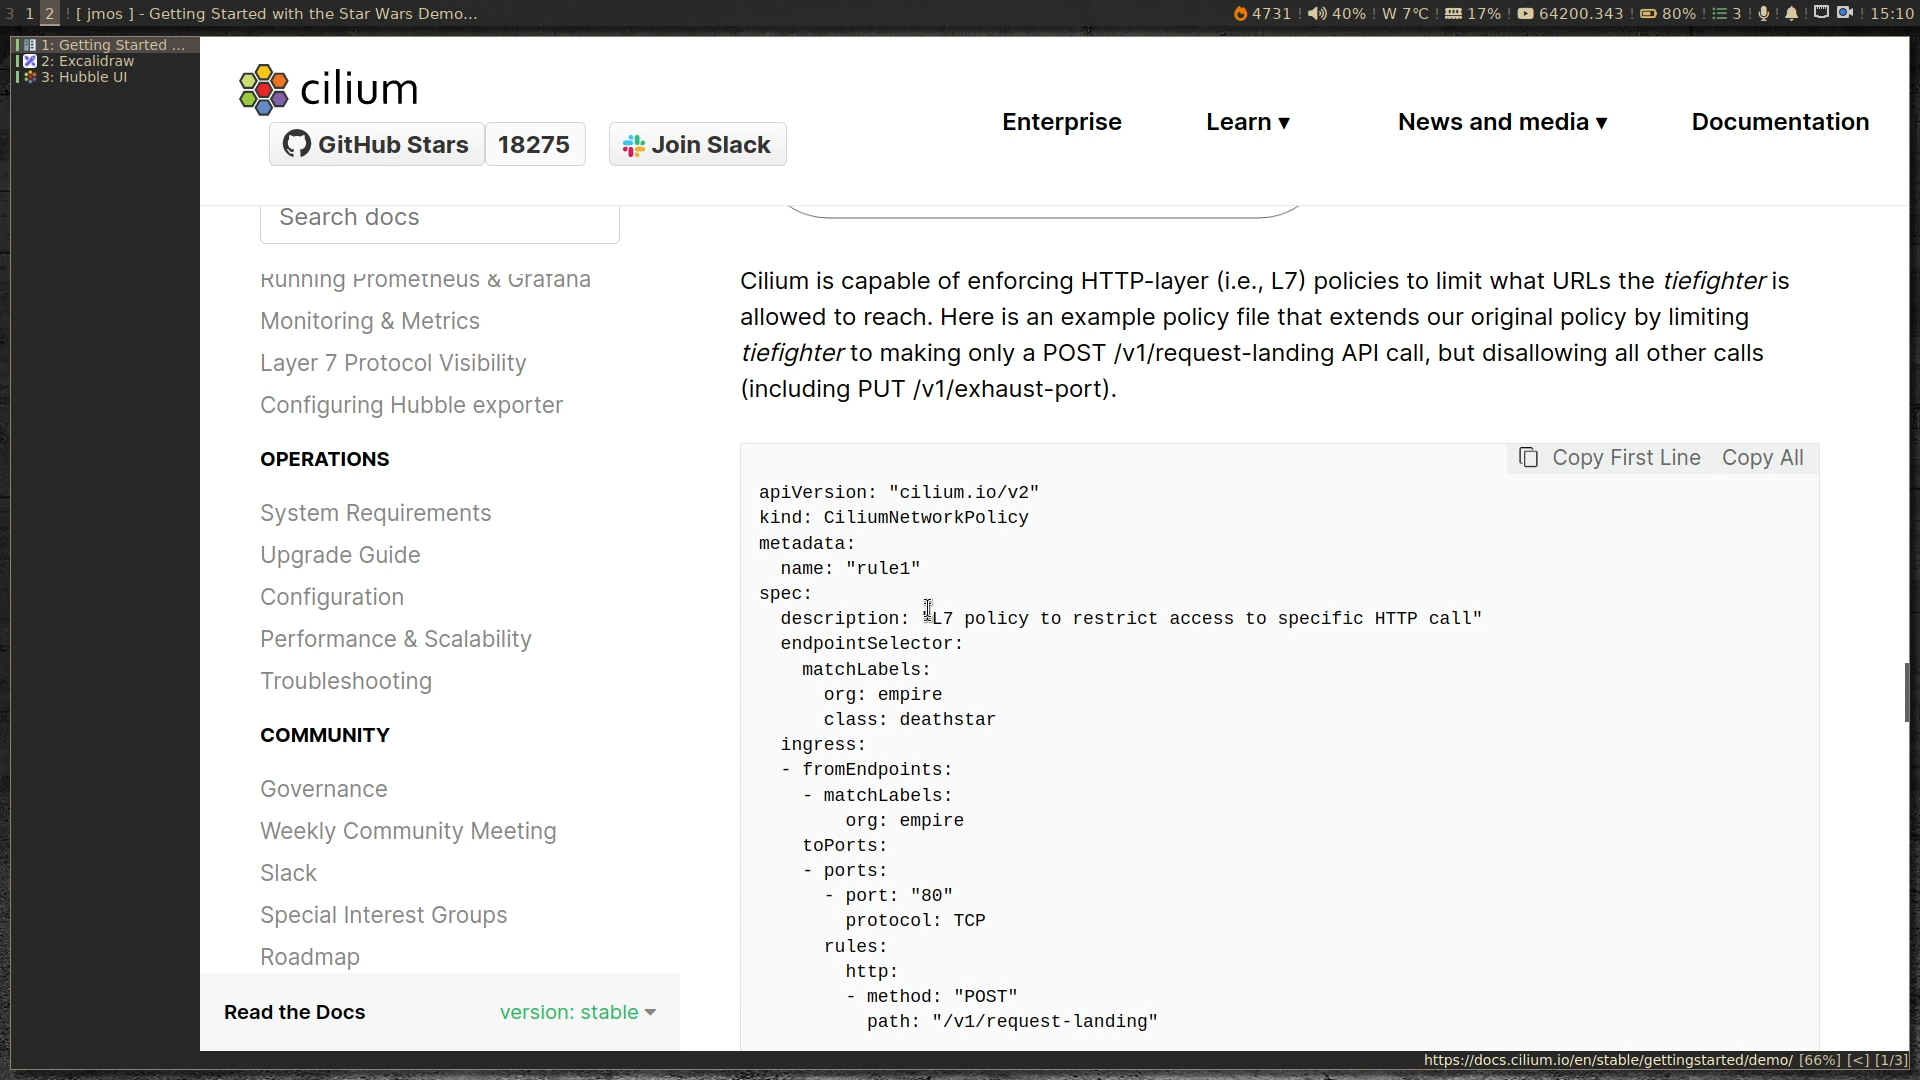 3 1 2 ! [ jmos ] - Getting Started with the Star Wars Demo...
4731 ! 40% ! W 7°C ! 17% ! 64200.343 ! 80% ! 3 ! ! ! ! 15:10
1: Getting Started ...
2: Excalidraw
3: Hubble UI
cilium
GitHub Stars 18275 Join Slack
Enterprise Learn ▾ News and media ▾ Documentation
Search docs
Running Prometheus & Grafana
Monitoring & Metrics
Layer 7 Protocol Visibility
Configuring Hubble exporter
OPERATIONS
System Requirements
Upgrade Guide
Configuration
Performance & Scalability
Troubleshooting
COMMUNITY
Governance
Weekly Community Meeting
Slack
Special Interest Groups
Roadmap
Read the Docs version: stable
Cilium is capable of enforcing HTTP-layer (i.e., L7) policies to limit what URLs the tiefighter is
allowed to reach. Here is an example policy file that extends our original policy by limiting
tiefighter to making only a POST /v1/request-landing API call, but disallowing all other calls
(including PUT /v1/exhaust-port).
Copy First Line Copy All
apiVersion: "cilium.io/v2"
kind: CiliumNetworkPolicy
metadata:
  name: "rule1"
spec:
  description: "L7 policy to restrict access to specific HTTP call"
  endpointSelector:
    matchLabels:
      org: empire
      class: deathstar
  ingress:
  - fromEndpoints:
    - matchLabels:
        org: empire
    toPorts:
    - ports:
      - port: "80"
        protocol: TCP
      rules:
        http:
        - method: "POST"
          path: "/v1/request-landing"
https://docs.cilium.io/en/stable/gettingstarted/demo/ [66%] [<] [1/3]